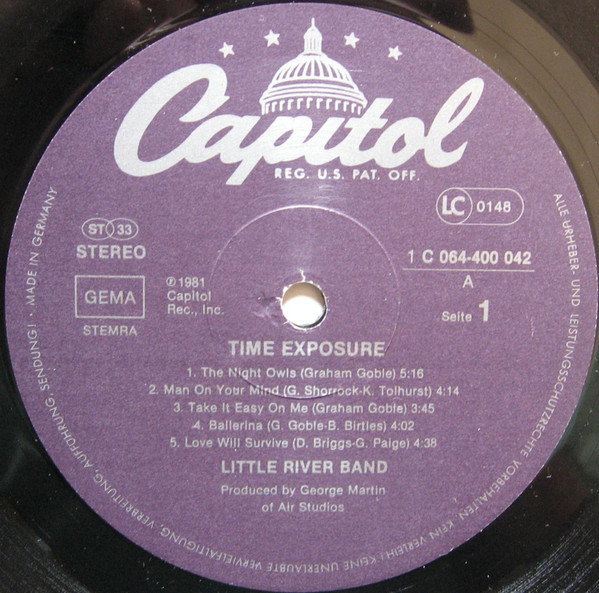 Capitol
REG. U.S. PAT. OFF.
LC 0148
ST 33
STEREO
GEMA
STEMRA
℗1981
Capitol
Rec., Inc.
1 C 064-400 042
A
Seite 1
TIME EXPOSURE
1. The Night Owls (Graham Goble) 5:16
2. Man On Your Mind (G. Shorrock-K. Tolhurst) 4:14
3. Take It Easy On Me (Graham Goble) 3:45
4. Ballerina (G. Goble-B. Birtles) 4:02
5. Love Will Survive (D. Briggs-G. Paige) 4:38
LITTLE RIVER BAND
Produced by George Martin
of Air Studios
ALLE URHEBER- UND LEISTUNGSSCHUTZRECHTE VORBEHALTEN KEIN VERLEIH! KEINE UNERLAUBTE VERVIELFÄLTIGUNG, VERBREITUNG, AUFFÜHRUNG, SENDUNG! • MADE IN GERMANY